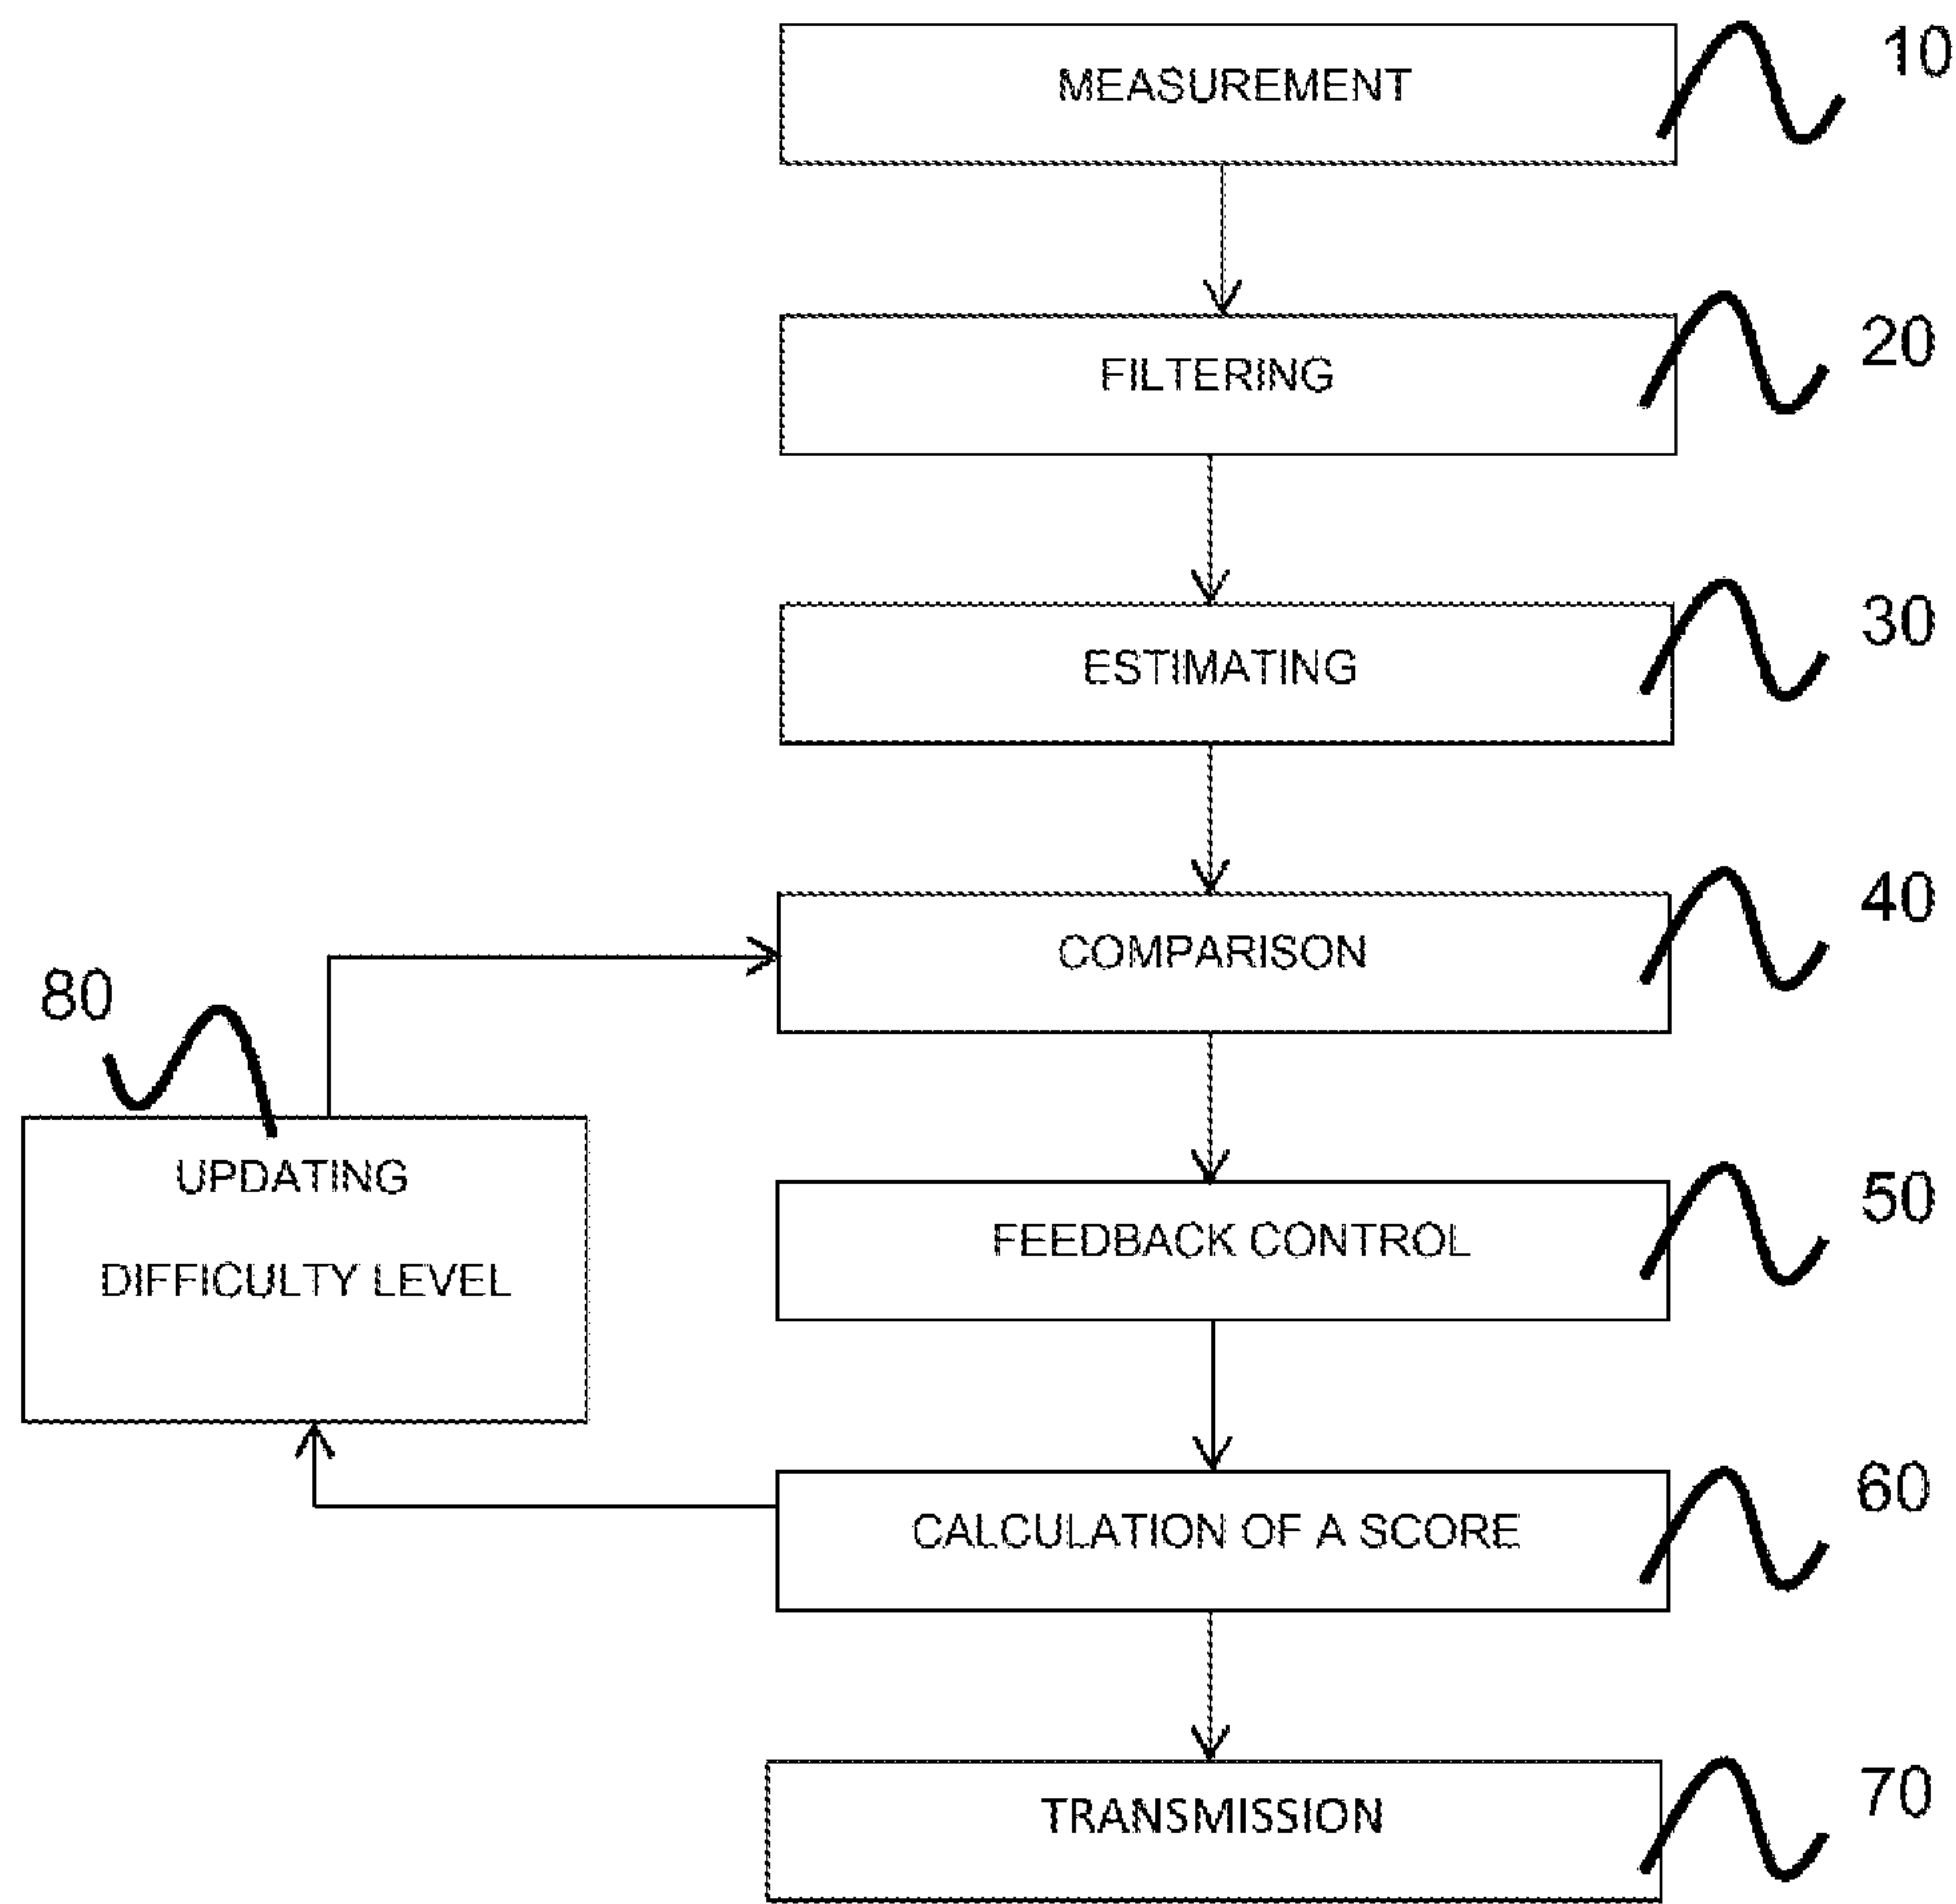 MEASUREMENT
10
FILTERING
20
ESTIMATING
30
COMPARISON
40
80
UPDATING
DIFFICULTY LEVEL
FEEDBACK CONTROL
50
CALCULATION OF A SCORE
60
TRANSMISSION
70